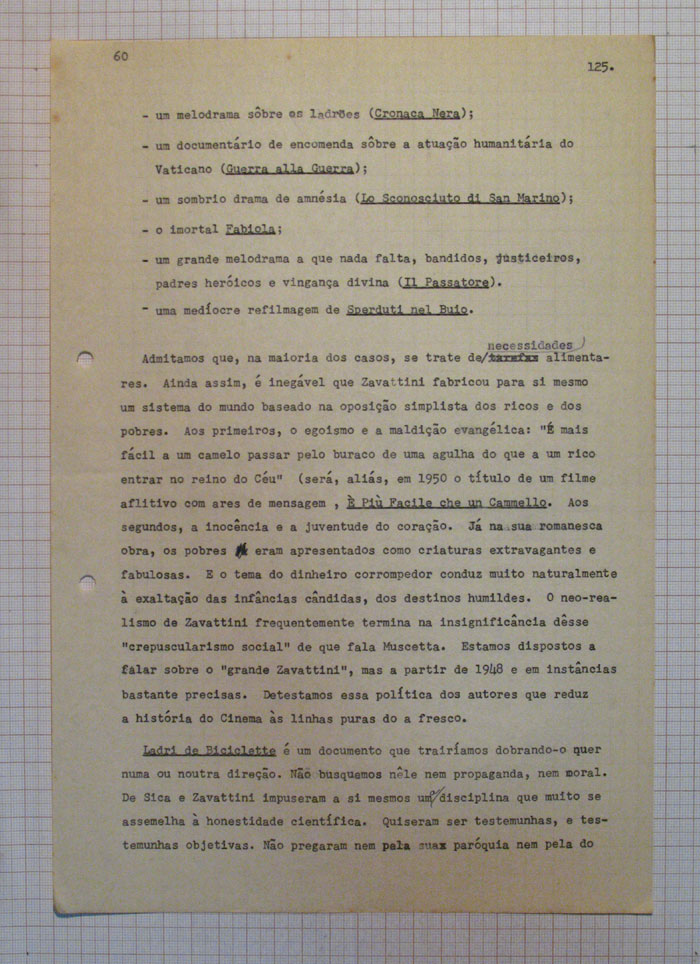 60
125.
- um melodrama sôbre os ladrões (Cronaca Nera);
- um documentário de encomenda sôbre a atuação humanitária do
Vaticano (Guerra alla Guerra);
- um sombrio drama de amnésia (Lo Sconosciuto di San Marino);
- o imortal Fabiola;
- um grande melodrama a que nada falta, bandidos, justiceiros,
padres heróicos e vingança divina (Il Passatore).
- uma medíocre refilmagem de Sperduti nel Buio.
necessidades
Admitamos que, na maioria dos casos, se trate de/ alimenta-
res. Ainda assim, é inegável que Zavattini fabricou para si mesmo
um sistema do mundo baseado na oposição simplista dos ricos e dos
pobres. Aos primeiros, o egoismo e a maldição evangélica: "É mais
fácil a um camelo passar pelo buraco de uma agulha do que a um rico
entrar no reino do Céu" (será, aliás, em 1950 o título de um filme
aflitivo com ares de mensagem , È Più Facile che un Cammello. Aos
segundos, a inocência e a juventude do coração. Já na sua romanesca
obra, os pobres eram apresentados como criaturas extravagantes e
fabulosas. E o tema do dinheiro corrompedor conduz muito naturalmente
à exaltação das infâncias cândidas, dos destinos humildes. O neo-rea-
lismo de Zavattini frequentemente termina na insignificância dêsse
"crepuscularismo social" de que fala Muscetta. Estamos dispostos a
falar sobre o "grande Zavattini", mas a partir de 1948 e em instâncias
bastante precisas. Detestamos essa política dos autores que reduz
a história do Cinema às linhas puras do a fresco.
Ladri de Biciclette é um documento que trairíamos dobrando-o quer
numa ou noutra direção. Não busquemos nêle nem propaganda, nem moral.
De Sica e Zavattini impuseram a si mesmos uma disciplina que muito se
assemelha à honestidade científica. Quiseram ser testemunhas, e tes-
temunhas objetivas. Não pregaram nem pela sua paróquia nem pela do